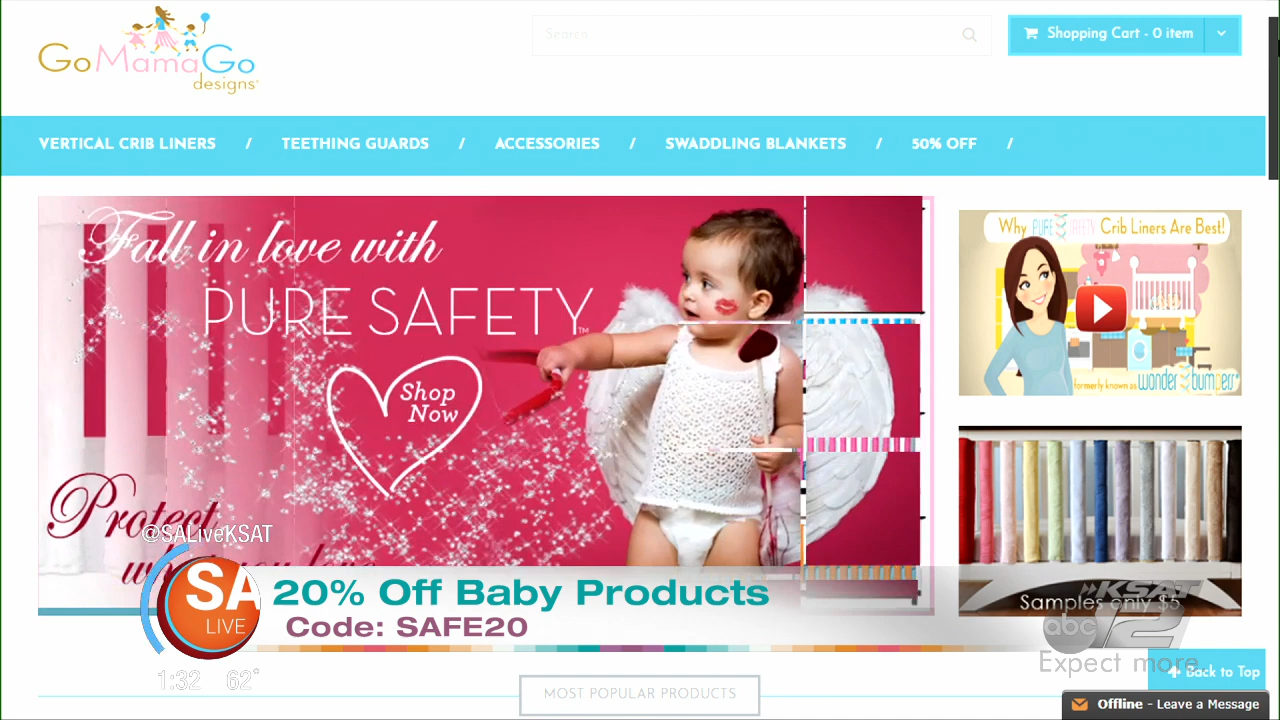 GoMamaGo
designs
Search
Shopping Cart - 0 item
VERTICAL CRIB LINERS / TEETHING GUARDS / ACCESSORIES / SWADDLING BLANKETS / 50% OFF /
Fall in love with
PURE SAFETY™
Shop
Now
Protect
Why PURE SAFETY Crib Liners Are Best!
formerly known as wonder bumpers
Samples only $5
@SALiveKSAT
SA
LIVE
20% Off Baby Products
Code: SAFE20
KSAT
abc 12
Expect more
1:32 62°
Back to Top
MOST POPULAR PRODUCTS
Offline - Leave a Message